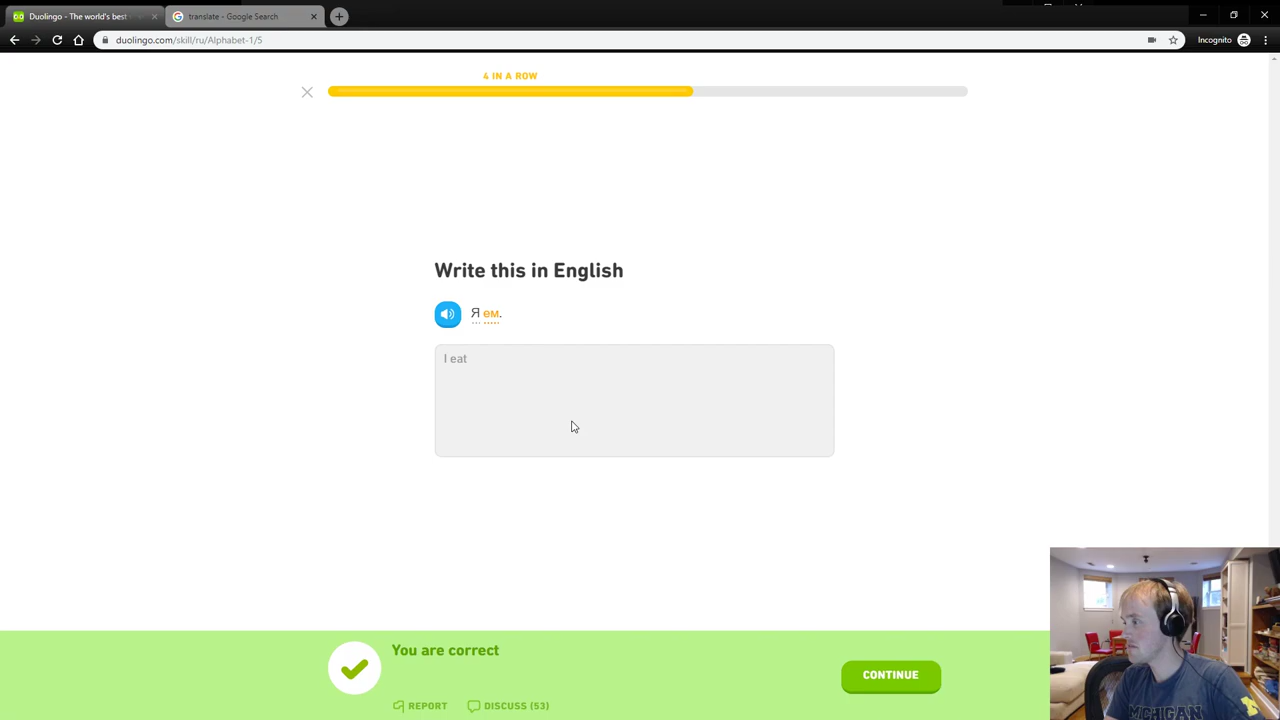 Duolingo - The world's best
translate - Google Search
duolingo.com/skill/ru/Alphabet-1/5
Incognito
4 IN A ROW
Write this in English
Я ем.
I eat
You are correct
CONTINUE
REPORT
DISCUSS (53)
MICHIGAN